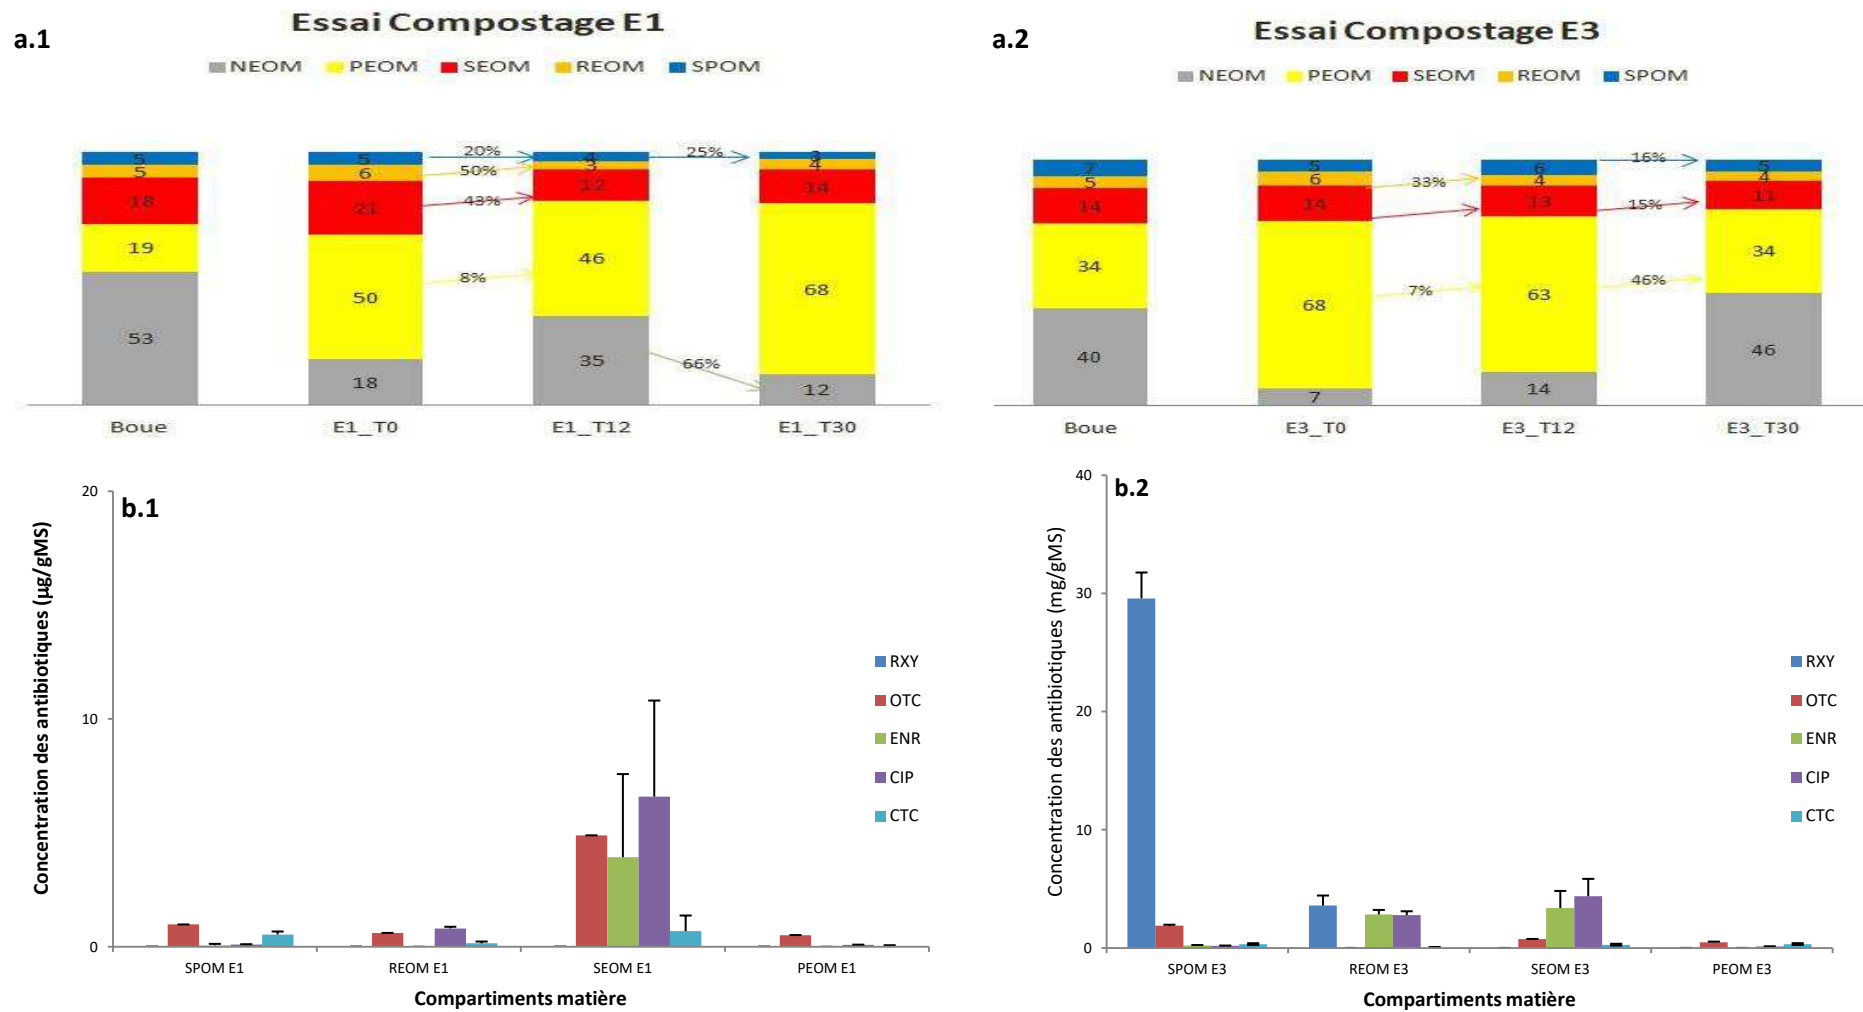 a.1
Essai Compostage E1
NEOM PEOM SEOM REOM SPOM
5 5 20% 4 25% 3
5 6 50% 3 4
18 21 43% 12 14
19 50 8% 46 68
53 18 35 66% 12
Boue E1_T0 E1_T12 E1_T30
a.2
Essai Compostage E3
NEOM PEOM SEOM REOM SPOM
7 5 6 16% 5
5 6 33% 4 4
14 14 13 15% 11
34 68 7% 63 46% 34
40 7 14 46
Boue E3_T0 E3_T12 E3_T30
b.1
Concentration des antibiotiques (µg/gMS)
20
10
0
RXY
OTC
ENR
CIP
CTC
SPOM E1 REOM E1 SEOM E1 PEOM E1
Compartiments matière
b.2
Concentration des antibiotiques (mg/gMS)
40
30
20
10
0
RXY
OTC
ENR
CIP
CTC
SPOM E3 REOM E3 SEOM E3 PEOM E3
Compartiments matière